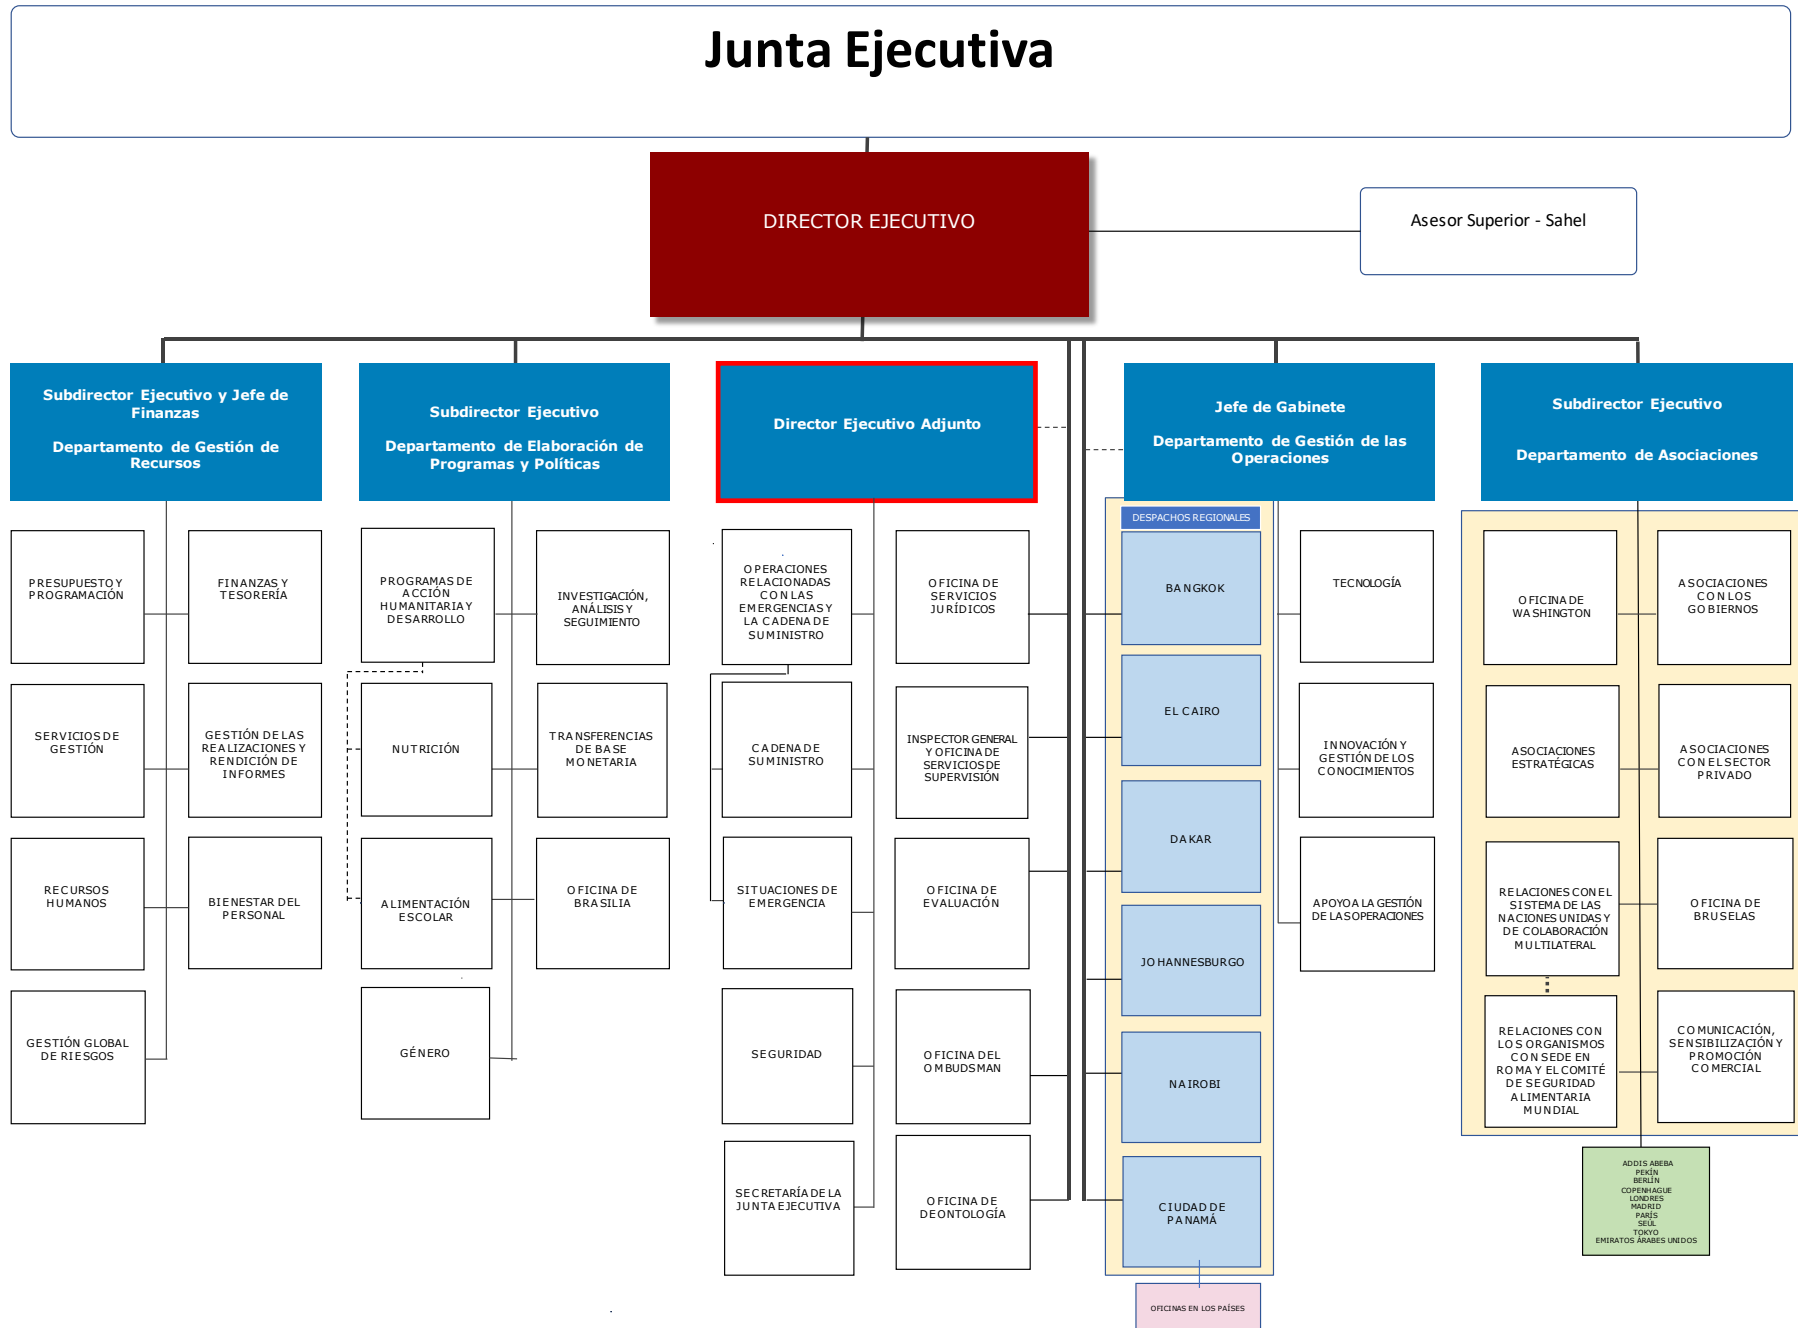 Junta Ejecutiva
DIRECTOR EJECUTIVO
Asesor Superior - Sahel
Subdirector Ejecutivo y Jefe de
Finanzas
Departamento de Gestión de
Recursos
Subdirector Ejecutivo
Departamento de Elaboración de
Programas y Políticas
Director Ejecutivo Adjunto
Jefe de Gabinete
Departamento de Gestión de las
Operaciones
Subdirector Ejecutivo
Departamento de Asociaciones
PRESUPUESTO Y
PROGRAMACIÓN
FINANZAS Y
TESORERÍA
SERVICIOS DE
GESTIÓN
GESTIÓN DE LAS
REALIZACIONES Y
RENDICIÓN DE
INFORMES
RECURSOS
HUMANOS
BIENESTAR DEL
PERSONAL
GESTIÓN GLOBAL
DE RIESGOS
PROGRAMAS DE
ACCIÓN
HUMANITARIA Y
DESARROLLO
INVESTIGACIÓN,
ANÁLISIS Y
SEGUIMIENTO
NUTRICIÓN
TRANSFERENCIAS
DE BASE
MONETARIA
ALIMENTACIÓN
ESCOLAR
OFICINA DE
BRASILIA
GÉNERO
OPERACIONES
RELACIONADAS
CON LAS
EMERGENCIAS Y
LA CADENA DE
SUMINISTRO
OFICINA DE
SERVICIOS
JURÍDICOS
CADENA DE
SUMINISTRO
INSPECTOR GENERAL
Y OFICINA DE
SERVICIOS DE
SUPERVISIÓN
SITUACIONES DE
EMERGENCIA
OFICINA DE
EVALUACIÓN
SEGURIDAD
OFICINA DEL
OMBUDSMAN
SECRETARÍA DE LA
JUNTA EJECUTIVA
OFICINA DE
DEONTOLOGÍA
DESPACHOS REGIONALES
BANGKOK
EL CAIRO
DAKAR
JOHANNESBURGO
NAIROBI
CIUDAD DE
PANAMÁ
OFICINAS EN LOS PAÍSES
TECNOLOGÍA
INNOVACIÓN Y
GESTIÓN DE LOS
CONOCIMIENTOS
APOYO A LA GESTIÓN
DE LAS OPERACIONES
OFICINA DE
WASHINGTON
ASOCIACIONES
CON LOS
GOBIERNOS
ASOCIACIONES
ESTRATÉGICAS
ASOCIACIONES
CON EL SECTOR
PRIVADO
RELACIONES CON EL
SISTEMA DE LAS
NACIONES UNIDAS Y
DE COLABORACIÓN
MULTILATERAL
OFICINA DE
BRUSELAS
RELACIONES CON
LOS ORGANISMOS
CON SEDE EN
ROMA Y EL COMITÉ
DE SEGURIDAD
ALIMENTARIA
MUNDIAL
COMUNICACIÓN,
SENSIBILIZACIÓN Y
PROMOCIÓN
COMERCIAL
ADDIS ABEBA
PEKÍN
BERLÍN
COPENHAGUE
LONDRES
MADRID
PARÍS
SEÚL
TOKYO
EMIRATOS ÁRABES UNIDOS